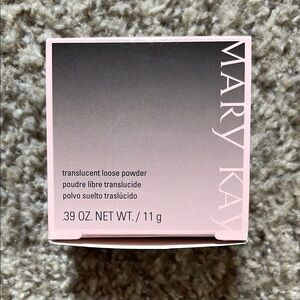 MARY KAY
translucent loose powder
poudre libre translucide
polvo suelto traslúcido
.39 OZ. NET WT. / 11 g